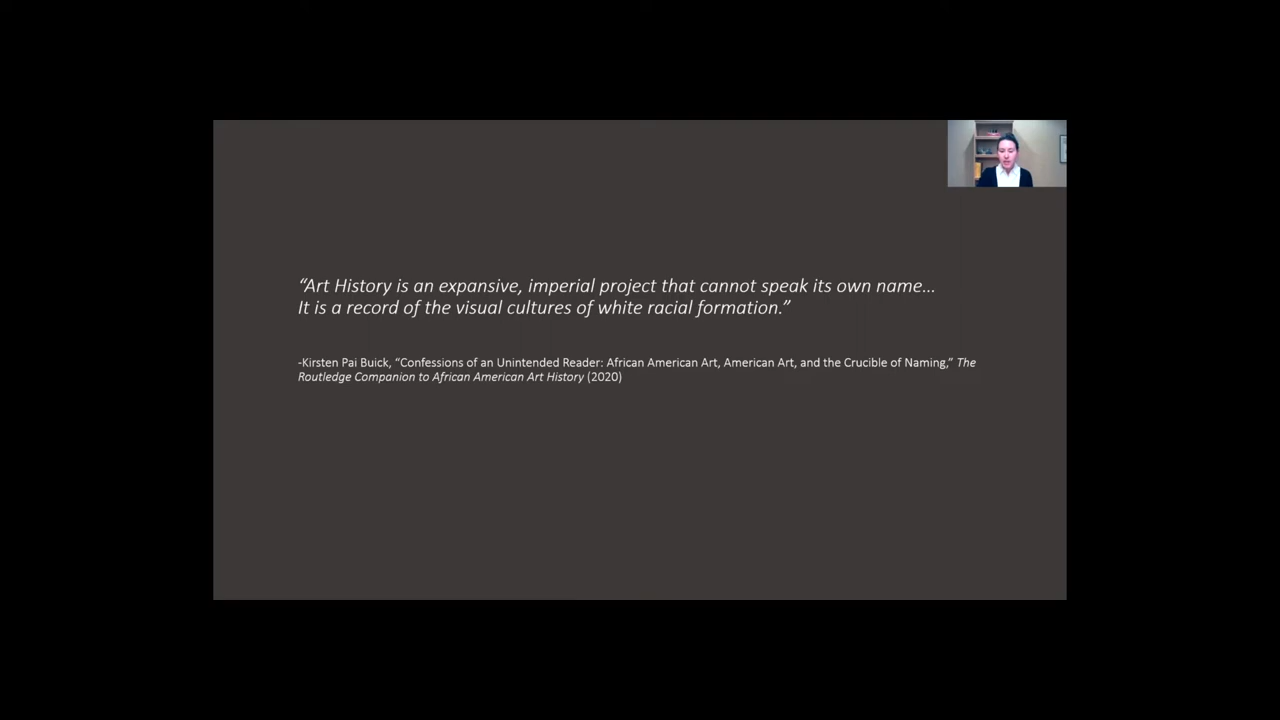 “Art History is an expansive, imperial project that cannot speak its own name…
It is a record of the visual cultures of white racial formation.”
-Kirsten Pai Buick, “Confessions of an Unintended Reader: African American Art, American Art, and the Crucible of Naming,” The
Routledge Companion to African American Art History (2020)